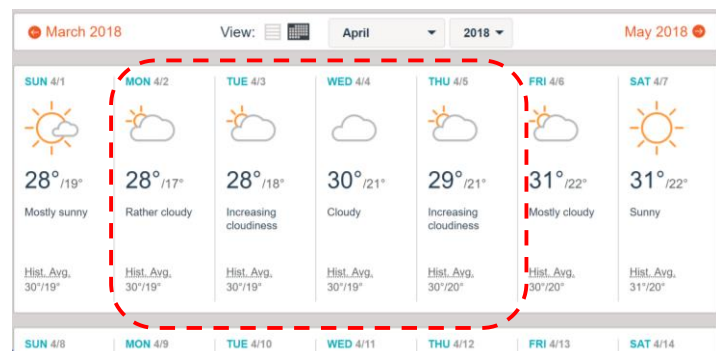 March 2018 View: April 2018 May 2018
SUN 4/1 MON 4/2 TUE 4/3 WED 4/4 THU 4/5 FRI 4/6 SAT 4/7
28°/19° 28°/17° 28°/18° 30°/21° 29°/21° 31°/22° 31°/22°
Mostly sunny Rather cloudy Increasing Cloudy Increasing Mostly cloudy Sunny
cloudiness cloudiness
Hist. Avg. Hist. Avg. Hist. Avg. Hist. Avg. Hist. Avg. Hist. Avg. Hist. Avg.
30°/19° 30°/19° 30°/19° 30°/19° 30°/20° 30°/20° 31°/20°
SUN 4/8 MON 4/9 TUE 4/10 WED 4/11 THU 4/12 FRI 4/13 SAT 4/14